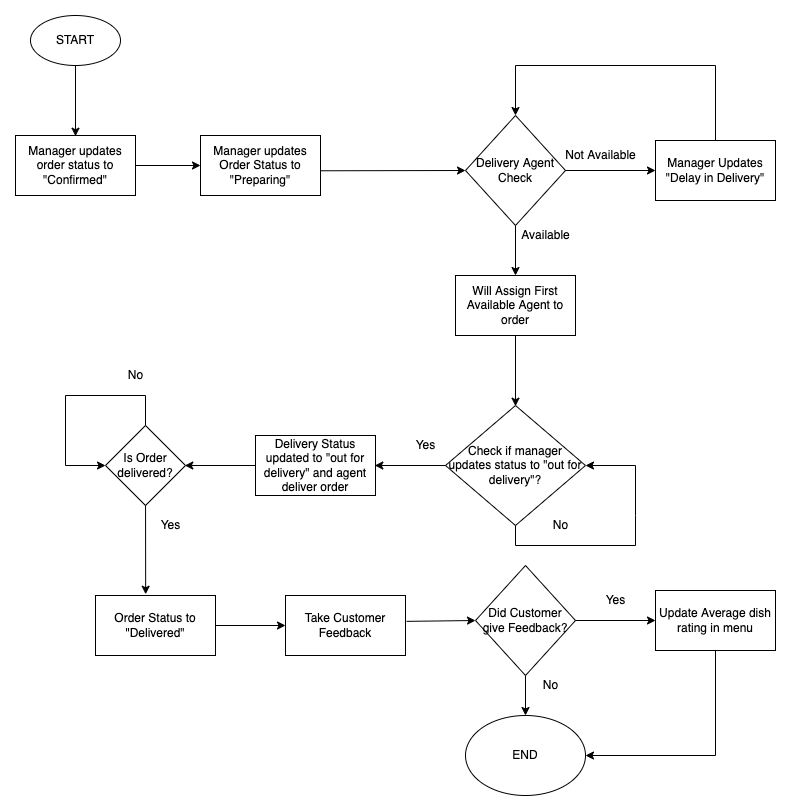 START
Manager updates
order status to
"Confirmed"
Manager updates
Order Status to
"Preparing"
Delivery Agent
Check
Not Available
Manager Updates
"Delay in Delivery"
Available
Will Assign First
Available Agent to
order
No
Is Order
delivered?
Delivery Status
updated to "out for
delivery" and agent
deliver order
Yes
Check if manager
updates status to "out for
delivery"?
No
Yes
Order Status to
"Delivered"
Take Customer
Feedback
Did Customer
give Feedback?
Yes
Update Average dish
rating in menu
No
END